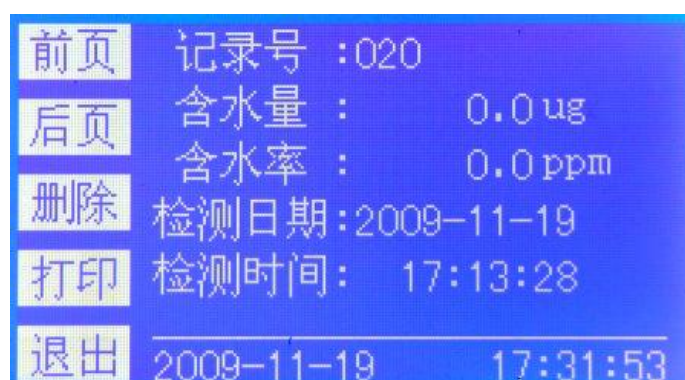 前页
后页
删除
打印
退出
记录号：020
含水量： 0.0ug
含水率： 0.0ppm
检测日期：2009-11-19
检测时间： 17:13:28
2009-11-19 17:31:53